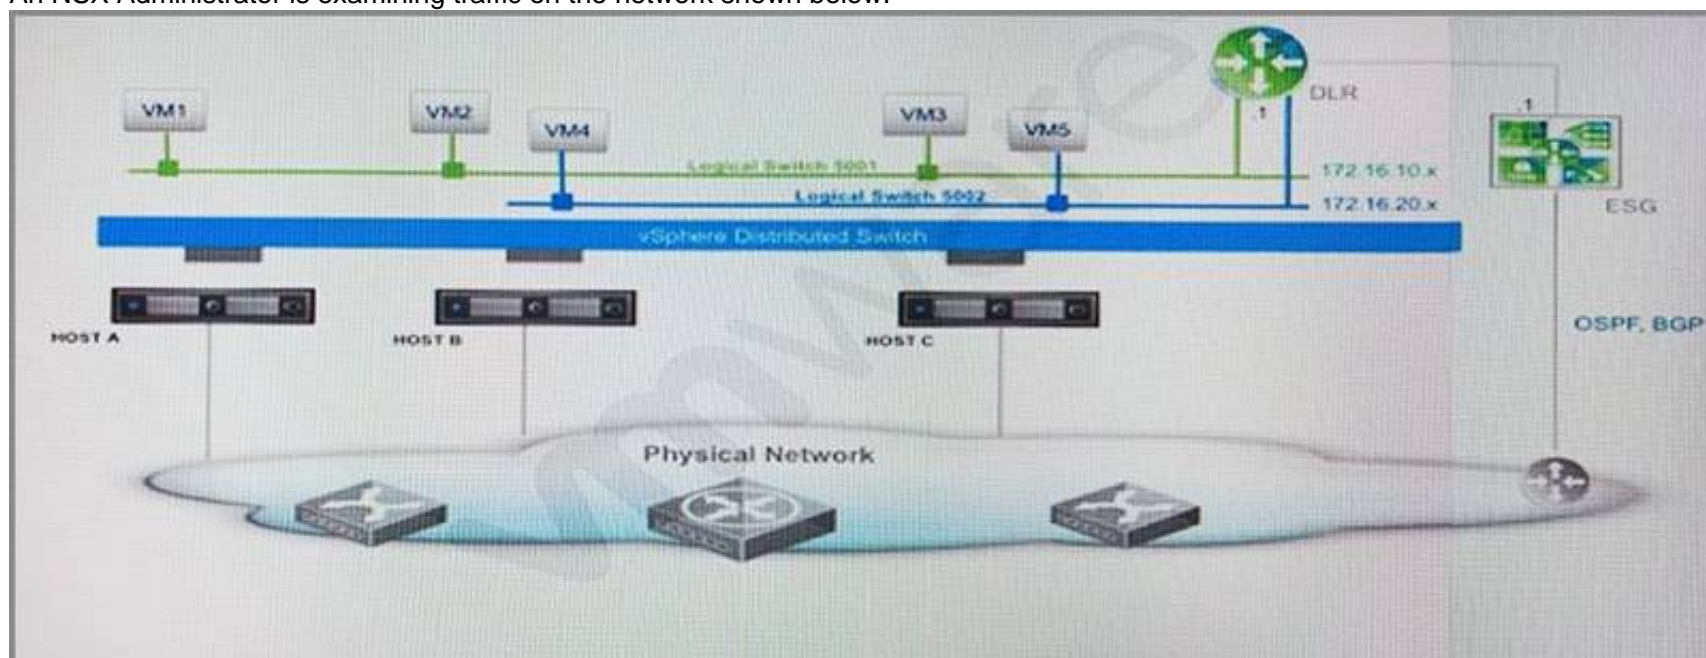 An NSX Administrator is examining traffic on the network shown below.
VM1
VM2
VM4
VM3
VM5
DLR
.1
.1
Logical Switch 5001
172.16.10.x
Logical Switch 5002
172.16.20.x
ESG
vSphere Distributed Switch
HOST A
HOST B
HOST C
OSPF, BGP
Physical Network